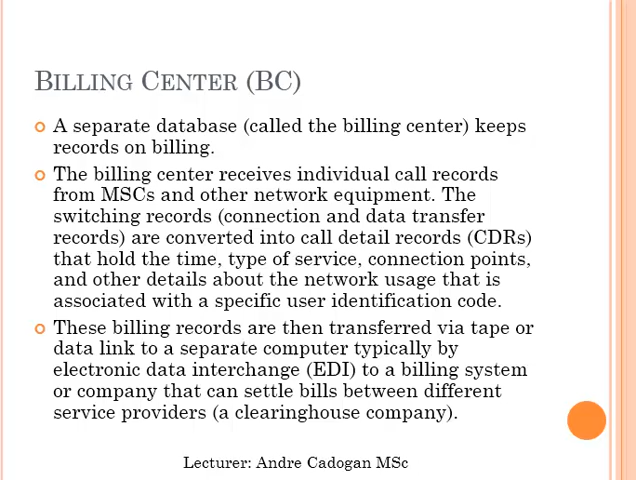 BILLING CENTER (BC)
A separate database (called the billing center) keeps
records on billing.
The billing center receives individual call records
from MSCs and other network equipment. The
switching records (connection and data transfer
records) are converted into call detail records (CDRs)
that hold the time, type of service, connection points,
and other details about the network usage that is
associated with a specific user identification code.
These billing records are then transferred via tape or
data link to a separate computer typically by
electronic data interchange (EDI) to a billing system
or company that can settle bills between different
service providers (a clearinghouse company).
Lecturer: Andre Cadogan MSc